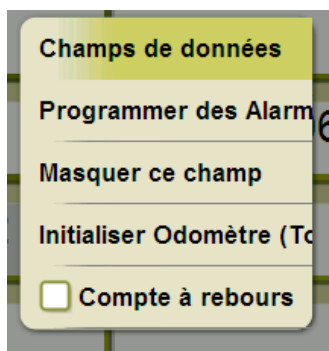 Champs de données
Programmer des Alarm
Masquer ce champ
Initialiser Odomètre (To
Compte à rebours